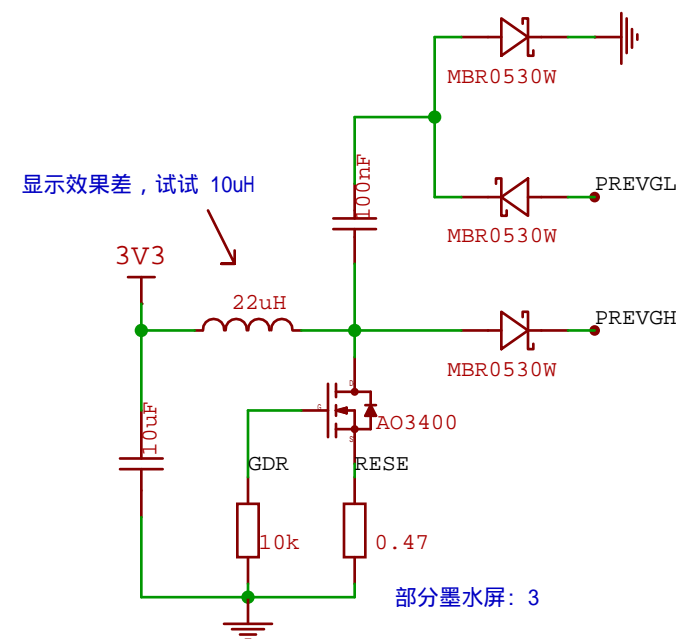 MBR0530W
100nF
显示效果差，试试 10uH
PREVGL
MBR0530W
3V3
22uH
PREVGH
MBR0530W
D
G
S
AO3400
10uF
GDR
RESE
10k
0.47
部分墨水屏: 3